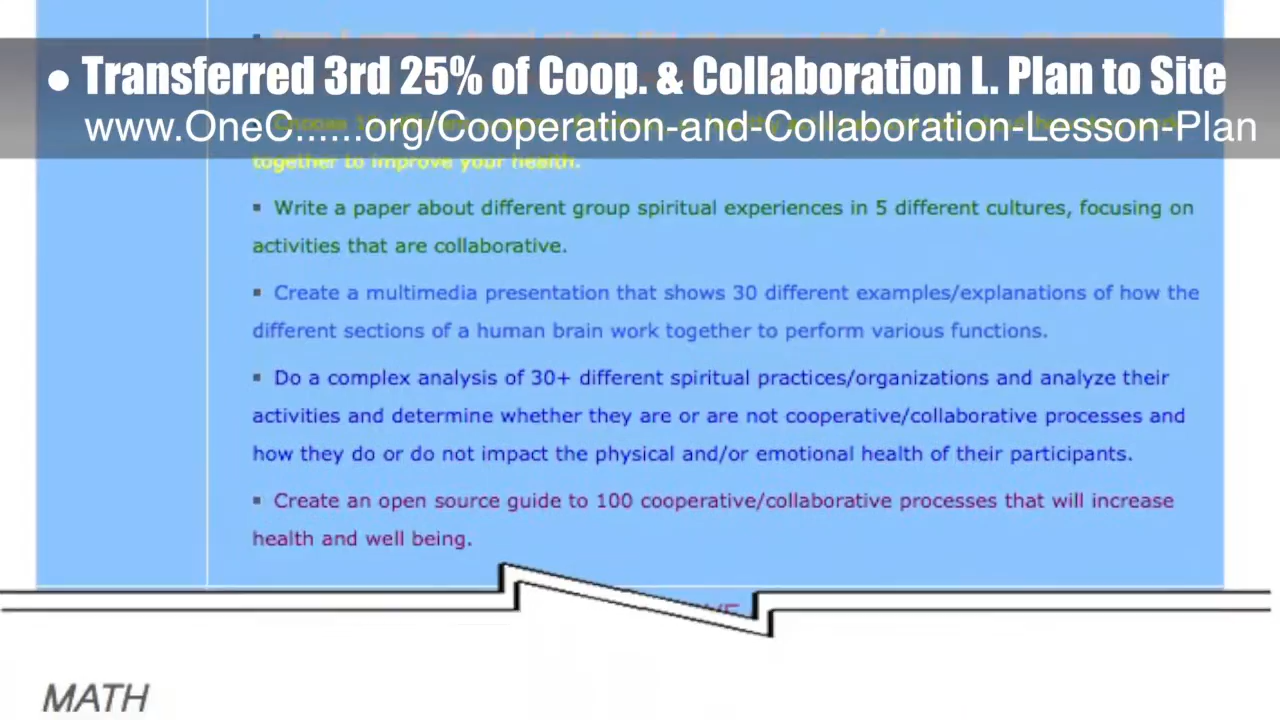 ● Transferred 3rd 25% of Coop. & Collaboration L. Plan to Site
www.OneC......org/Cooperation-and-Collaboration-Lesson-Plan
together to improve your health.
▪ Write a paper about different group spiritual experiences in 5 different cultures, focusing on
activities that are collaborative.
▪ Create a multimedia presentation that shows 30 different examples/explanations of how the
different sections of a human brain work together to perform various functions.
▪ Do a complex analysis of 30+ different spiritual practices/organizations and analyze their
activities and determine whether they are or are not cooperative/collaborative processes and
how they do or do not impact the physical and/or emotional health of their participants.
▪ Create an open source guide to 100 cooperative/collaborative processes that will increase
health and well being.
MATH